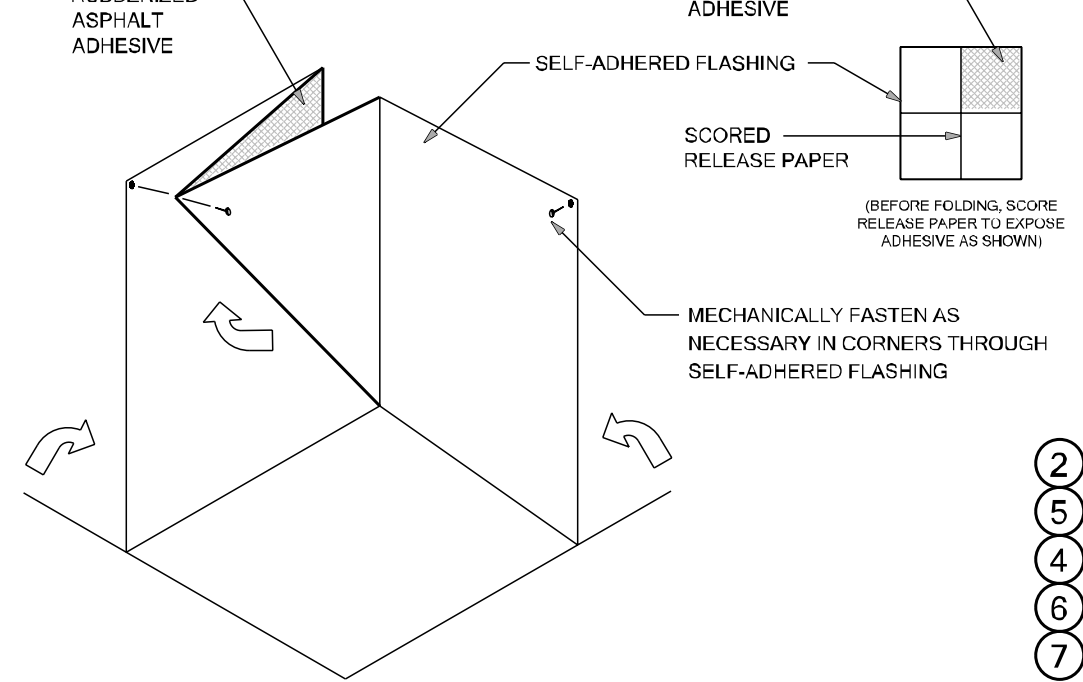 ASPHALT
ADHESIVE
ADHESIVE
SELF-ADHERED FLASHING
SCORED
RELEASE PAPER
(BEFORE FOLDING, SCORE
RELEASE PAPER TO EXPOSE
ADHESIVE AS SHOWN)
MECHANICALLY FASTEN AS
NECESSARY IN CORNERS THROUGH
SELF-ADHERED FLASHING
2
5
4
6
7